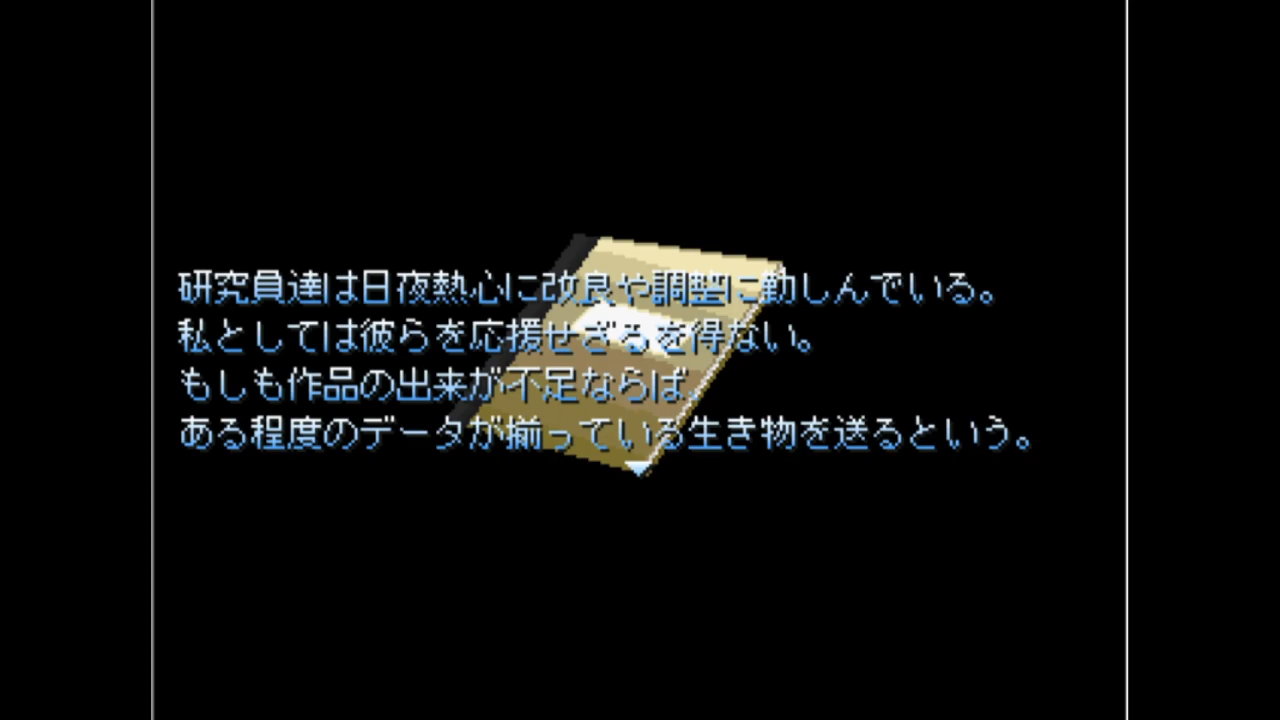 研究員達は日夜熱心に改良や調整に勤しんでいる。
私としては彼らを応援せざるを得ない。
もしも作品の出来が不足ならば、
ある程度のデータが揃っている生き物を送るという。